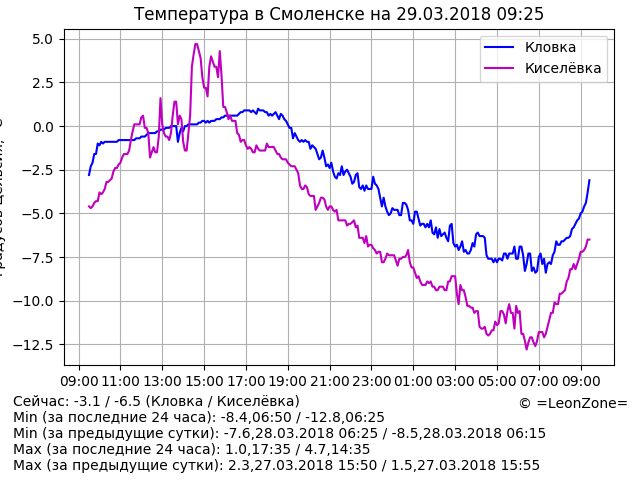 Температура в Смоленске на 29.03.2018 09:25
Кловка
Киселёвка
5.0
2.5
0.0
−2.5
−5.0
−7.5
−10.0
−12.5
09:00 11:00 13:00 15:00 17:00 19:00 21:00 23:00 01:00 03:00 05:00 07:00 09:00
Сейчас: -3.1 / -6.5 (Кловка / Киселёвка)
© =LeonZone=
Min (за последние 24 часа): -8.4,06:50 / -12.8,06:25
Min (за предыдущие сутки): -7.6,28.03.2018 06:25 / -8.5,28.03.2018 06:15
Max (за последние 24 часа): 1.0,17:35 / 4.7,14:35
Max (за предыдущие сутки): 2.3,27.03.2018 15:50 / 1.5,27.03.2018 15:55